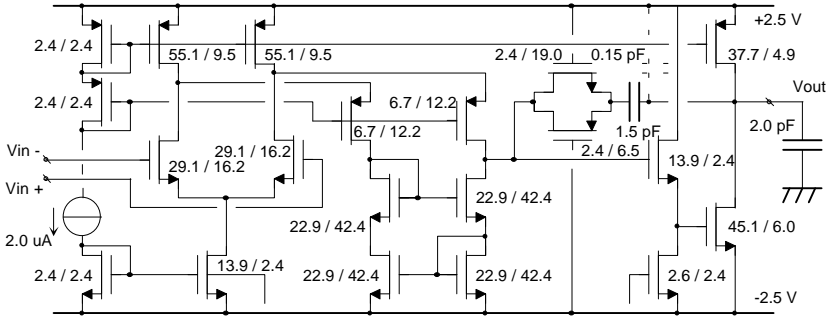 +2.5 V
2.4 / 2.4
55.1 / 9.5
55.1 / 9.5
2.4 / 19.0
0.15 pF
37.7 / 4.9
Vout
2.4 / 2.4
6.7 / 12.2
6.7 / 12.2
1.5 pF
2.0 pF
Vin -
29.1 / 16.2
29.1 / 16.2
2.4 / 6.5
13.9 / 2.4
Vin +
22.9 / 42.4
22.9 / 42.4
2.0 uA
45.1 / 6.0
2.4 / 2.4
13.9 / 2.4
22.9 / 42.4
22.9 / 42.4
2.6 / 2.4
-2.5 V